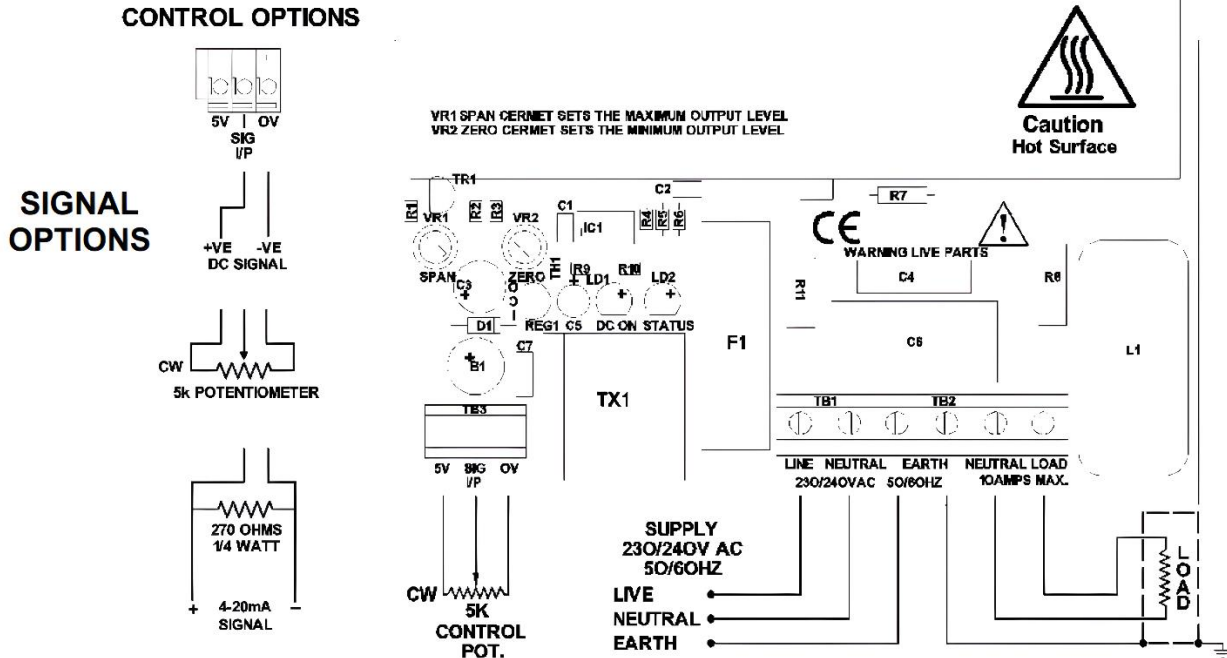 CONTROL OPTIONS
5V
OV
SIG
I/P
SIGNAL
OPTIONS
+VE
-VE
DC SIGNAL
CW
5k POTENTIOMETER
270 OHMS
1/4 WATT
+
4-20mA
SIGNAL
−
VR1 SPAN CERMET SETS THE MAXIMUM OUTPUT LEVEL
VR2 ZERO CERMET SETS THE MINIMUM OUTPUT LEVEL
Caution
Hot Surface
TR1
R1
R2
R3
VR1
VR2
C1
IC1
C2
R4
R5
R6
R7
CE
!
WARNING LIVE PARTS
SPAN
ZERO
TH1
R9
R10
C3
+
OC1
LD1
LD2
+
+
+
C4
R11
R8
D1
REG1
C5
DC ON
STATUS
F1
C6
L1
C7
+
B1
TX1
TB3
TB1
TB2
5V
SIG
I/P
OV
LINE
NEUTRAL
EARTH
NEUTRAL
LOAD
230/240VAC
50/60HZ
10AMPS MAX.
SUPPLY
230/240V AC
50/60HZ
LIVE
NEUTRAL
EARTH
CW
5K
CONTROL
POT.
LOAD